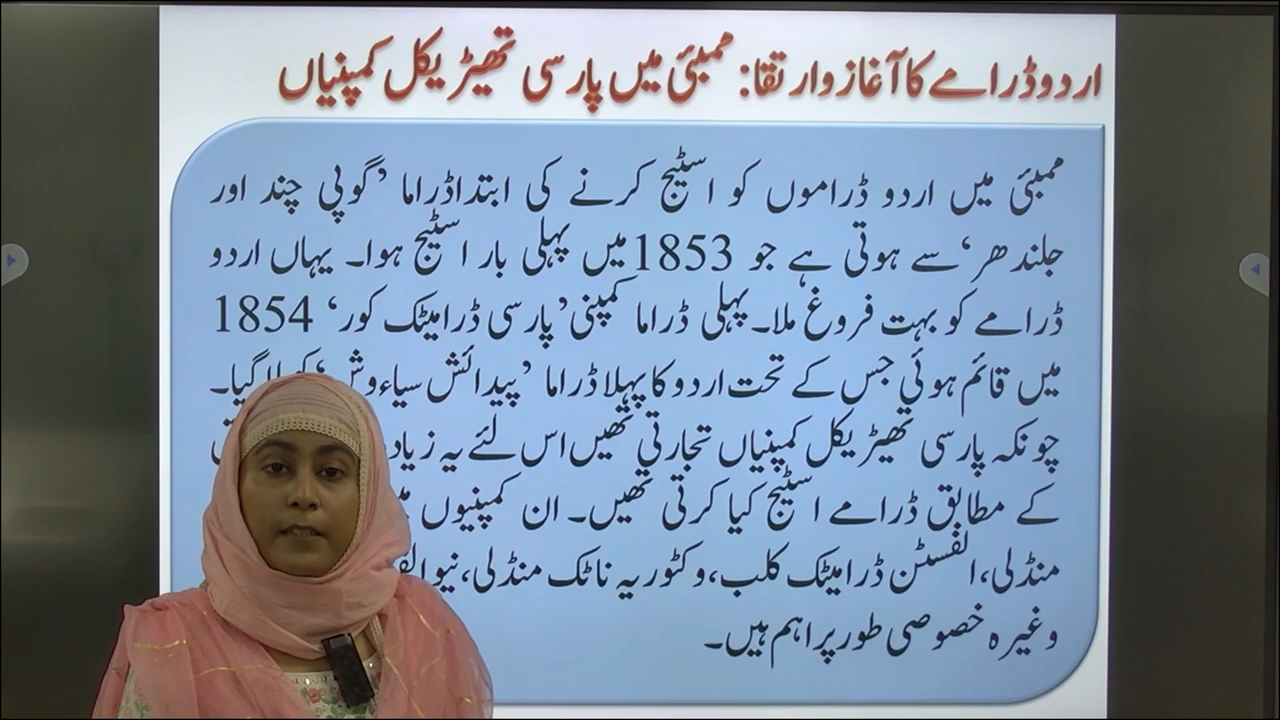 اردو ڈرامے کا آغاز و ارتقا: ممبئی میں پارسی تھیٹریکل کمپنیاں
ممبئی میں اردو ڈراموں کو اسٹیج کرنے کی ابتدا ڈراما ’گوپی چند اور
جلندھر‘ سے ہوتی ہے جو 1853 میں پہلی بار اسٹیج ہوا۔ یہاں اردو
ڈرامے کو بہت فروغ ملا۔ پہلی ڈراما کمپنی ’پارسی ڈرامیٹک کور‘ 1854
میں قائم ہوئی جس کے تحت اردو کا پہلا ڈراما ’پیدائش سیاءوش‘ گیا۔
چونکہ پارسی تھیٹریکل کمپنیاں تجارتی تھیں اس لئے یہ
کے مطابق ڈرامے اسٹیج کیا کرتی تھیں۔ ان کمپنیوں
منڈلی، الفسٹن ڈرامیٹک کلب، وکٹوریہ ناٹک منڈلی، نیو
وغیرہ خصوصی طور پر اہم ہیں۔